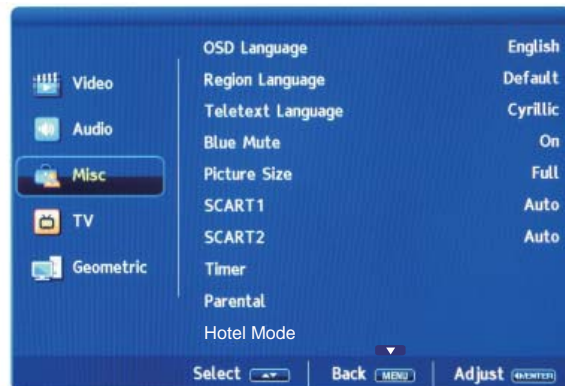 Video
Audio
Misc
TV
Geometric
OSD Language English
Region Language Default
Teletext Language Cyrillic
Blue Mute On
Picture Size Full
SCART1 Auto
SCART2 Auto
Timer
Parental
Hotel Mode
Select Back MENU Adjust ENTER